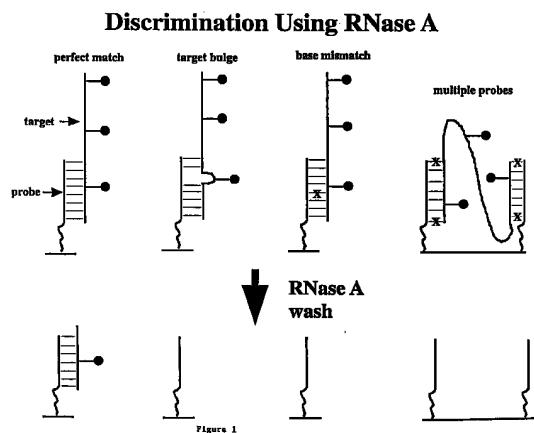 Discrimination Using RNase A
perfect match
target bulge
base mismatch
multiple probes
target
probe
X
X
X
X
X
RNase A
wash
Figure 1